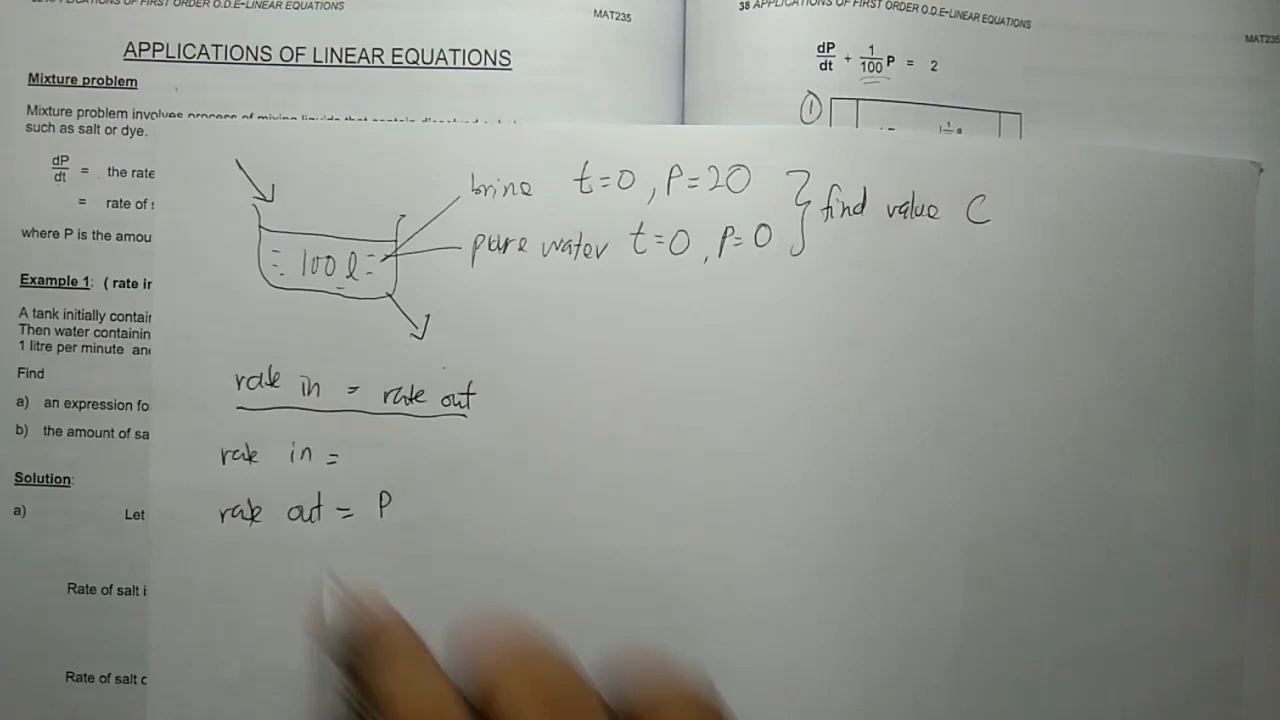 APPLICATIONS OF FIRST ORDER O.D.E-LINEAR EQUATIONS
MAT235
APPLICATIONS OF LINEAR EQUATIONS
Mixture problem
Mixture problem involves process of mixing liquids that contain dissolved
such as salt or dye.
dP/dt = the rate
= rate of
where P is the amou
Example 1: ( rate ir
A tank initially contair
Then water containin
1 litre per minute and
Find
a) an expression fo
b) the amount of sa
Solution:
a) Let
Rate of salt i
Rate of salt c
38 APPLICATIONS OF FIRST ORDER O.D.E-LINEAR EQUATIONS
MAT235
dP/dt + 1/100 P = 2
1
brine t=0, P=20
pure water t=0, P=0
} find value C
100 l
rate in = rate out
rate in =
rate out = P